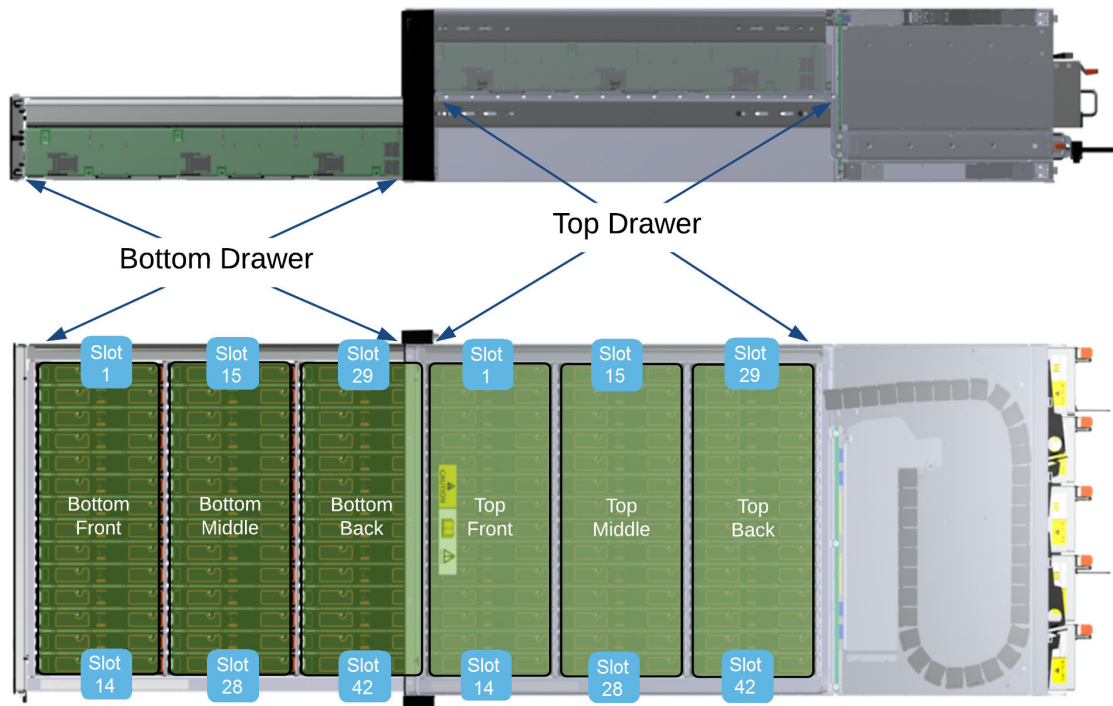 Top Drawer
Bottom Drawer
Slot
1
Slot
15
Slot
29
Slot
1
Slot
15
Slot
29
CAUTION
Bottom
Front
Bottom
Middle
Bottom
Back
Top
Front
Top
Middle
Top
Back
Slot
14
Slot
28
Slot
42
Slot
14
Slot
28
Slot
42